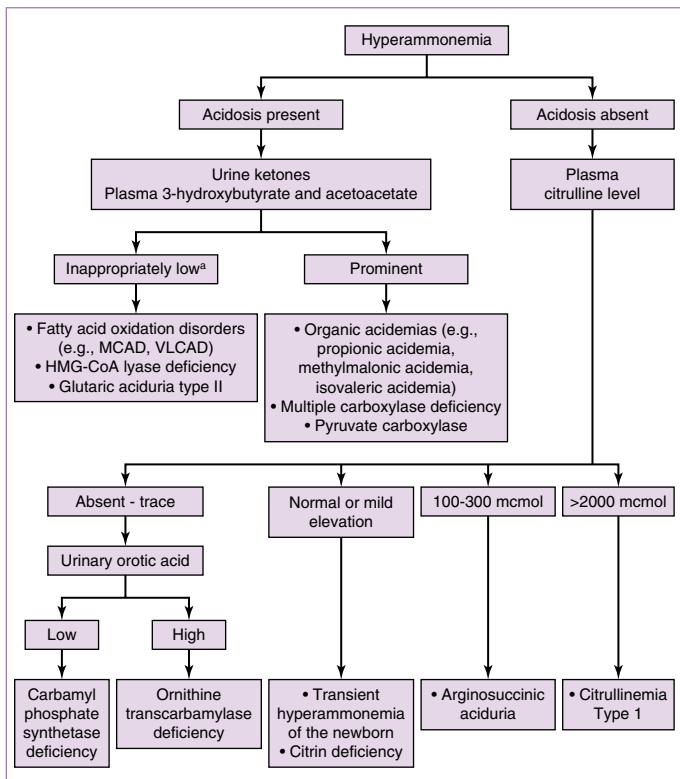 Hyperammonemia
Acidosis present
Acidosis absent
Urine ketones
Plasma 3-hydroxybutyrate and acetoacetate
Plasma
citrulline level
Inappropriately lowª
Prominent
• Fatty acid oxidation disorders
(e.g., MCAD, VLCAD)
• HMG-CoA lyase deficiency
• Glutaric aciduria type II
• Organic acidemias (e.g.,
propionic acidemia,
methylmalonic acidemia,
isovaleric acidemia)
• Multiple carboxylase deficiency
• Pyruvate carboxylase
Absent - trace
Normal or mild
elevation
100-300 mcmol
>2000 mcmol
Urinary orotic acid
Low
High
Carbamyl
phosphate
synthetase
deficiency
Ornithine
transcarbamylase
deficiency
• Transient
hyperammonemia
of the newborn
• Citrin deficiency
• Arginosuccinic
aciduria
• Citrullinemia
Type 1